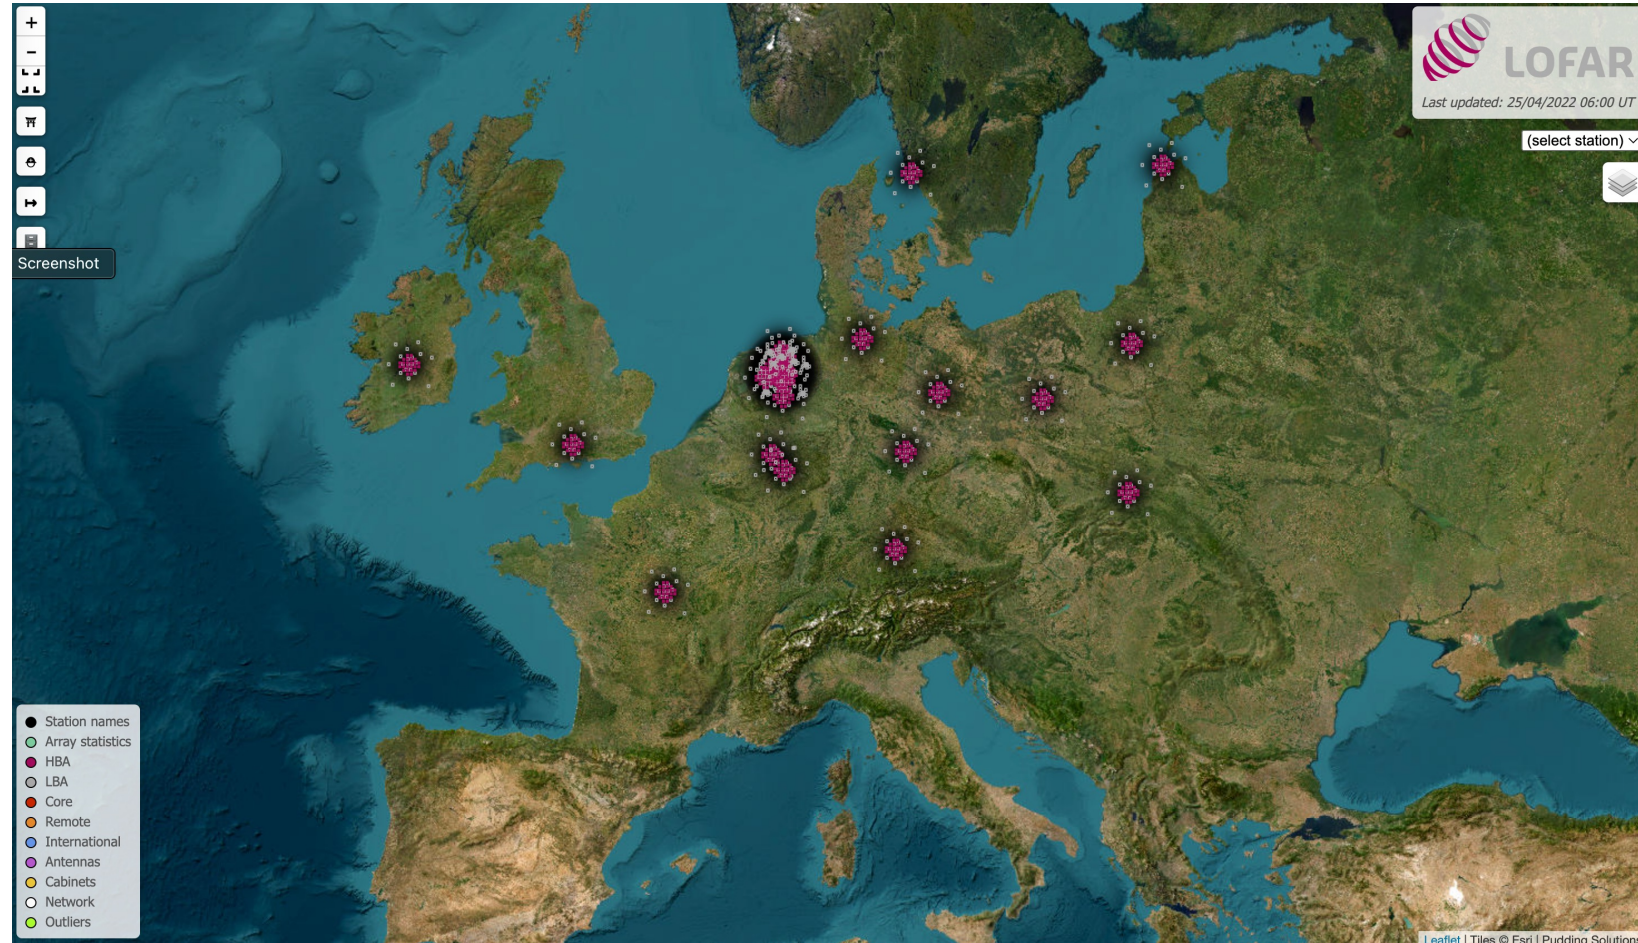 +
−
LOFAR
Last updated: 25/04/2022 06:00 UT
(select station)
Screenshot
Station names
Array statistics
HBA
LBA
Core
Remote
International
Antennas
Cabinets
Network
Outliers
Leaflet | Tiles © Esri | Pudding Solutions